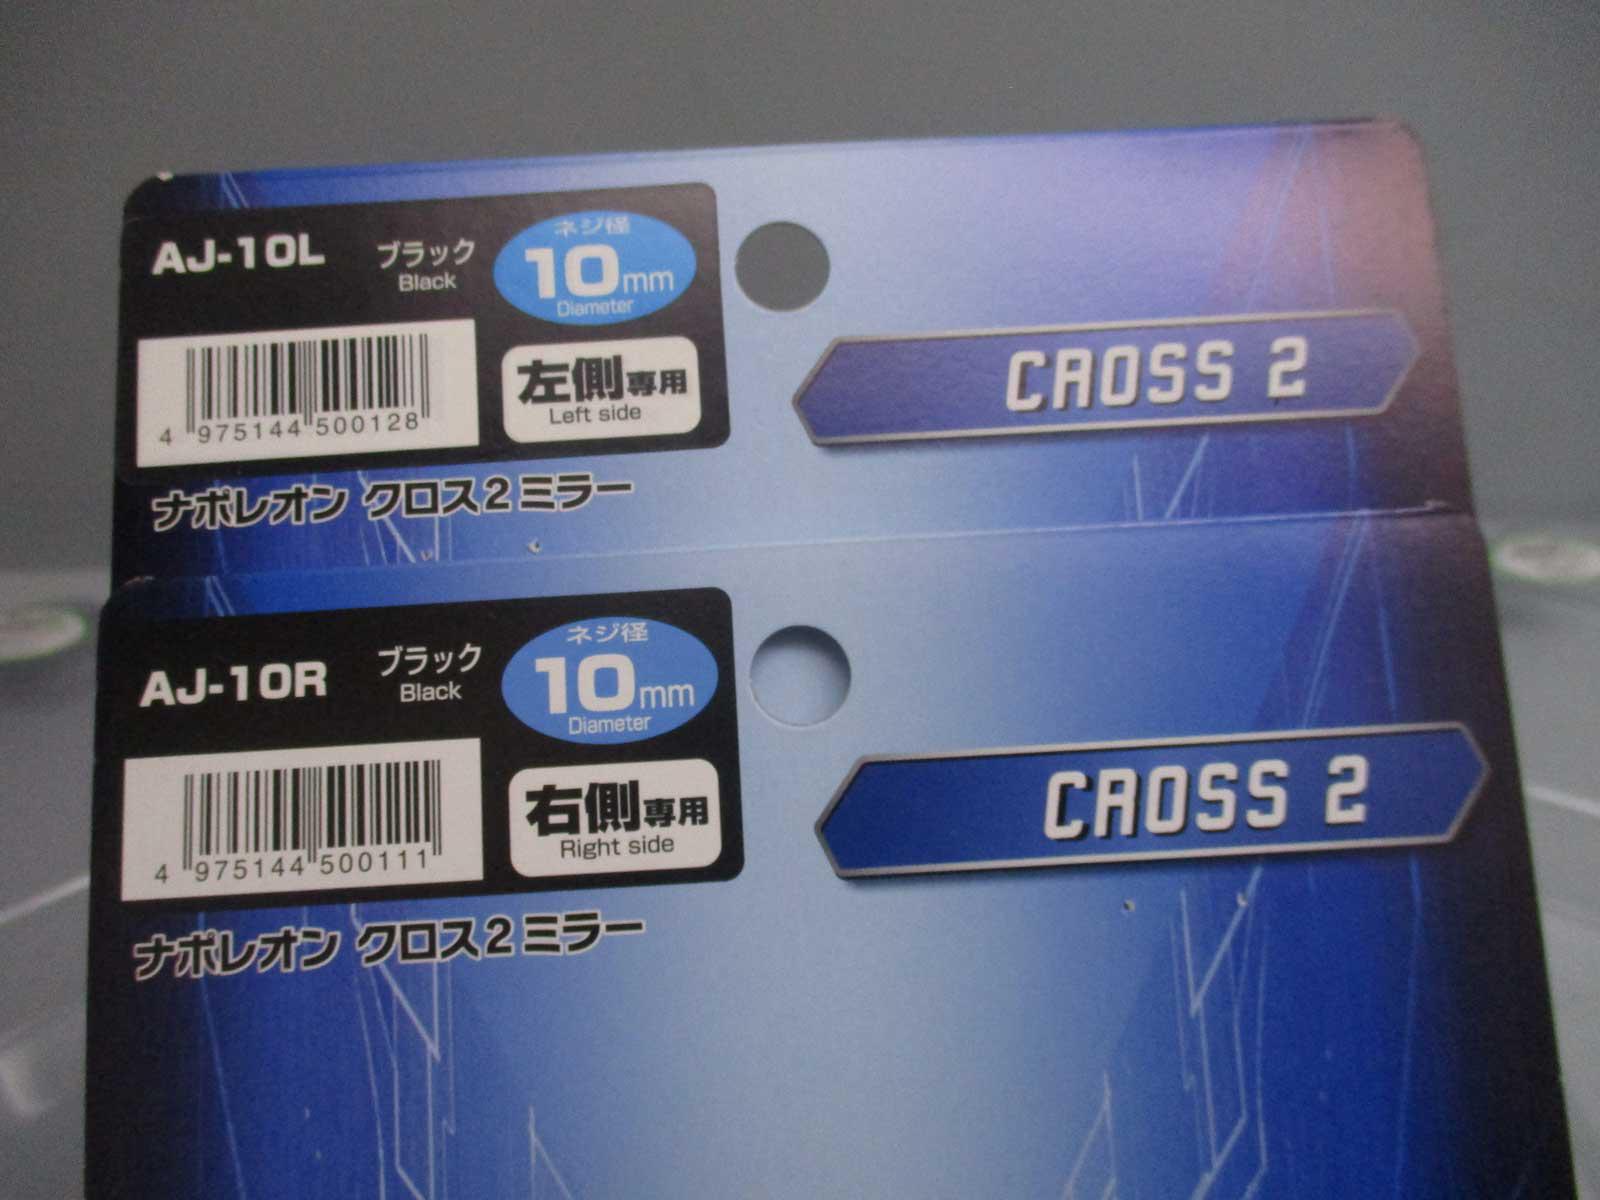 AJ-10L
ブラック
Black
ネジ径
10mm
Diameter
4 975144 500128
左側専用
Left side
CROSS 2
ナポレオン クロス2ミラー
AJ-10R
ブラック
Black
ネジ径
10mm
Diameter
4 975144 500111
右側専用
Right side
CROSS 2
ナポレオン クロス2ミラー